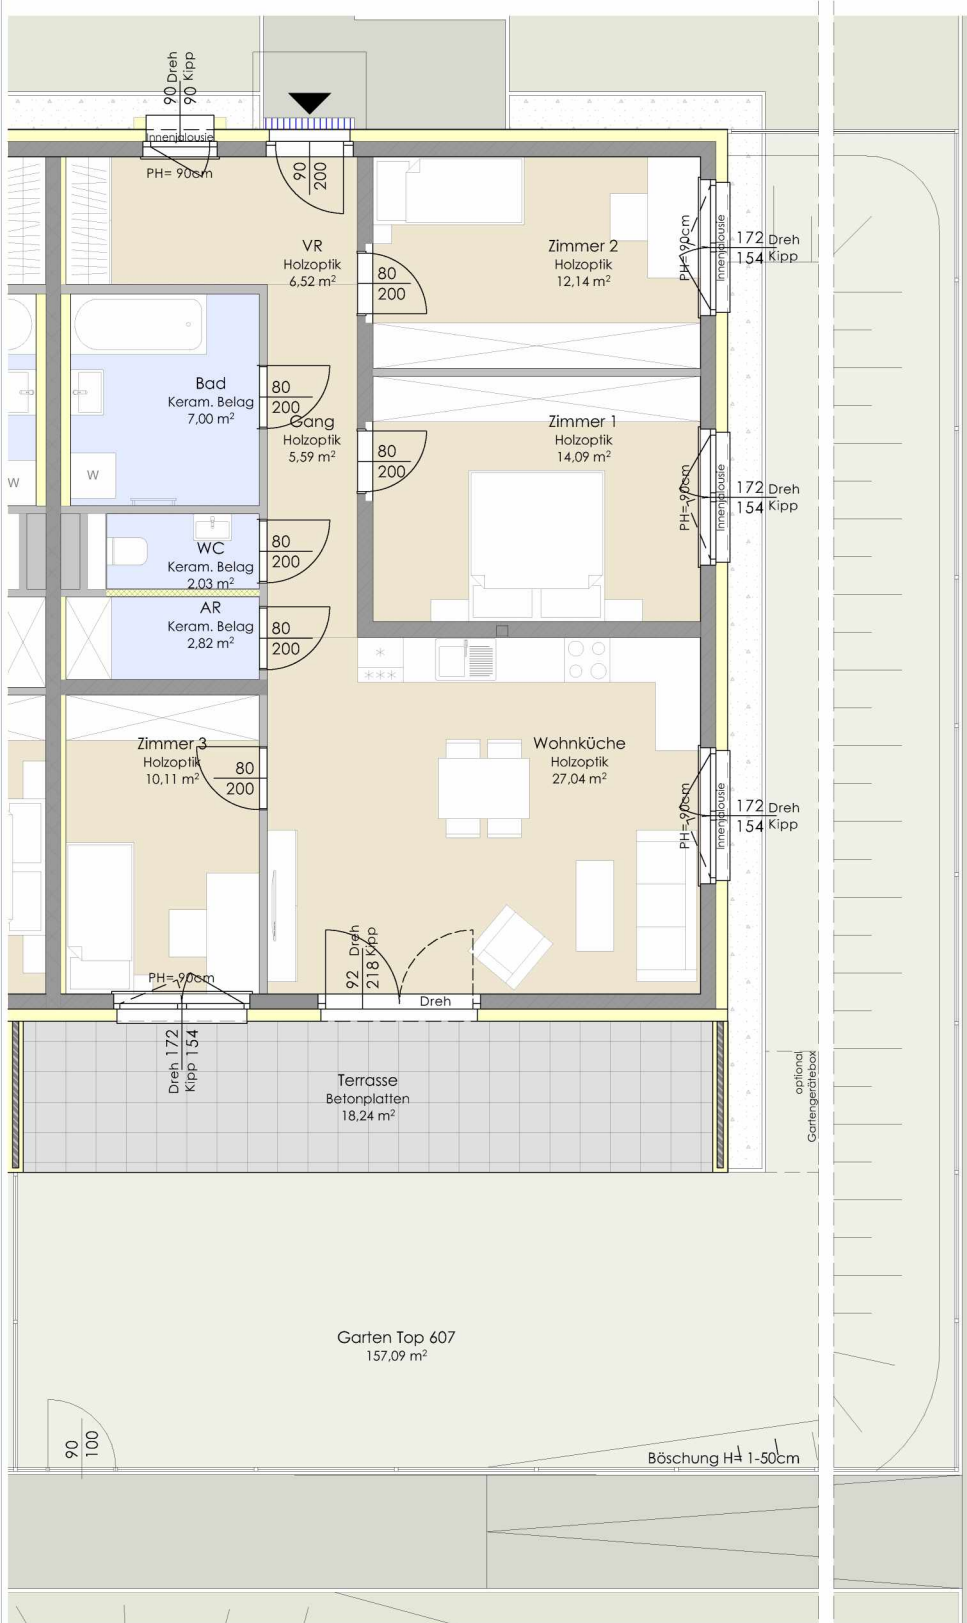 90 Dreh
90 Kipp
Innenjalousie
PH= 90cm
90
200
VR
Holzoptik
6,52 m²
80
200
Zimmer 2
Holzoptik
12,14 m²
PH= 90cm
Innenjalousie
172 Dreh
154 Kipp
Bad
Keram. Belag
7,00 m²
80
200
Gang
Holzoptik
5,59 m²
80
200
Zimmer 1
Holzoptik
14,09 m²
PH= 90cm
Innenjalousie
172 Dreh
154 Kipp
W
W
WC
Keram. Belag
2,03 m²
80
200
AR
Keram. Belag
2,82 m²
80
200
Zimmer 3
Holzoptik
10,11 m²
80
200
Wohnküche
Holzoptik
27,04 m²
PH= 90cm
Innenjalousie
172 Dreh
154 Kipp
PH= 90cm
92 Dreh
218 Kipp
Dreh
Dreh 172
Kipp 154
Terrasse
Betonplatten
18,24 m²
optional
Gartengerätebox
Garten Top 607
157,09 m²
90
100
Böschung H= 1-50cm